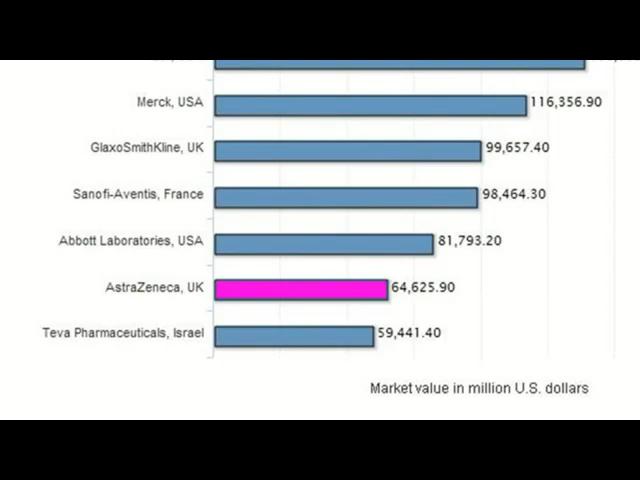 Merck, USA 116,356.90
GlaxoSmithKline, UK 99,657.40
Sanofi-Aventis, France 98,464.30
Abbott Laboratories, USA 81,793.20
AstraZeneca, UK 64,625.90
Teva Pharmaceuticals, Israel 59,441.40
Market value in million U.S. dollars